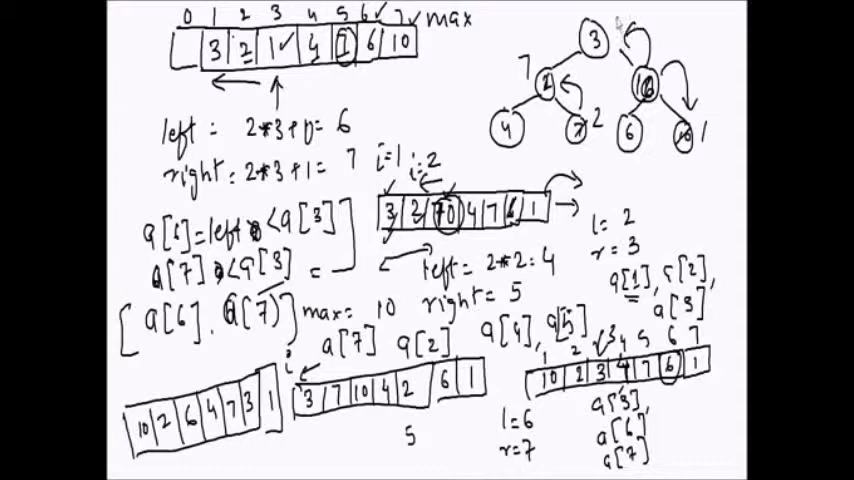 0 1 2 3 4 5 6 7 max
3 2 1 4 6 10
left = 2*3+0= 6
right = 2*3+1= 7
i=1 i=2
3 2 10 4 7 6 1
a[6]=left <a[3]
a[7] <a[3] =
[a[6], a[7]] max= 10
left = 2*2=4
right = 5
a[7] a[2] a[4], a[5]
3
7 2
4 7 2 6 10 1
l= 2
r= 3
a[1], a[2],
a[3]
i
10 2 6 4 7 3 1
3 7 10 4 2 6 1
5
1 2 3 4 5 6 7
10 2 3 4 7 6 1
l=6
r=7
a[3]
a[6],
a[7]